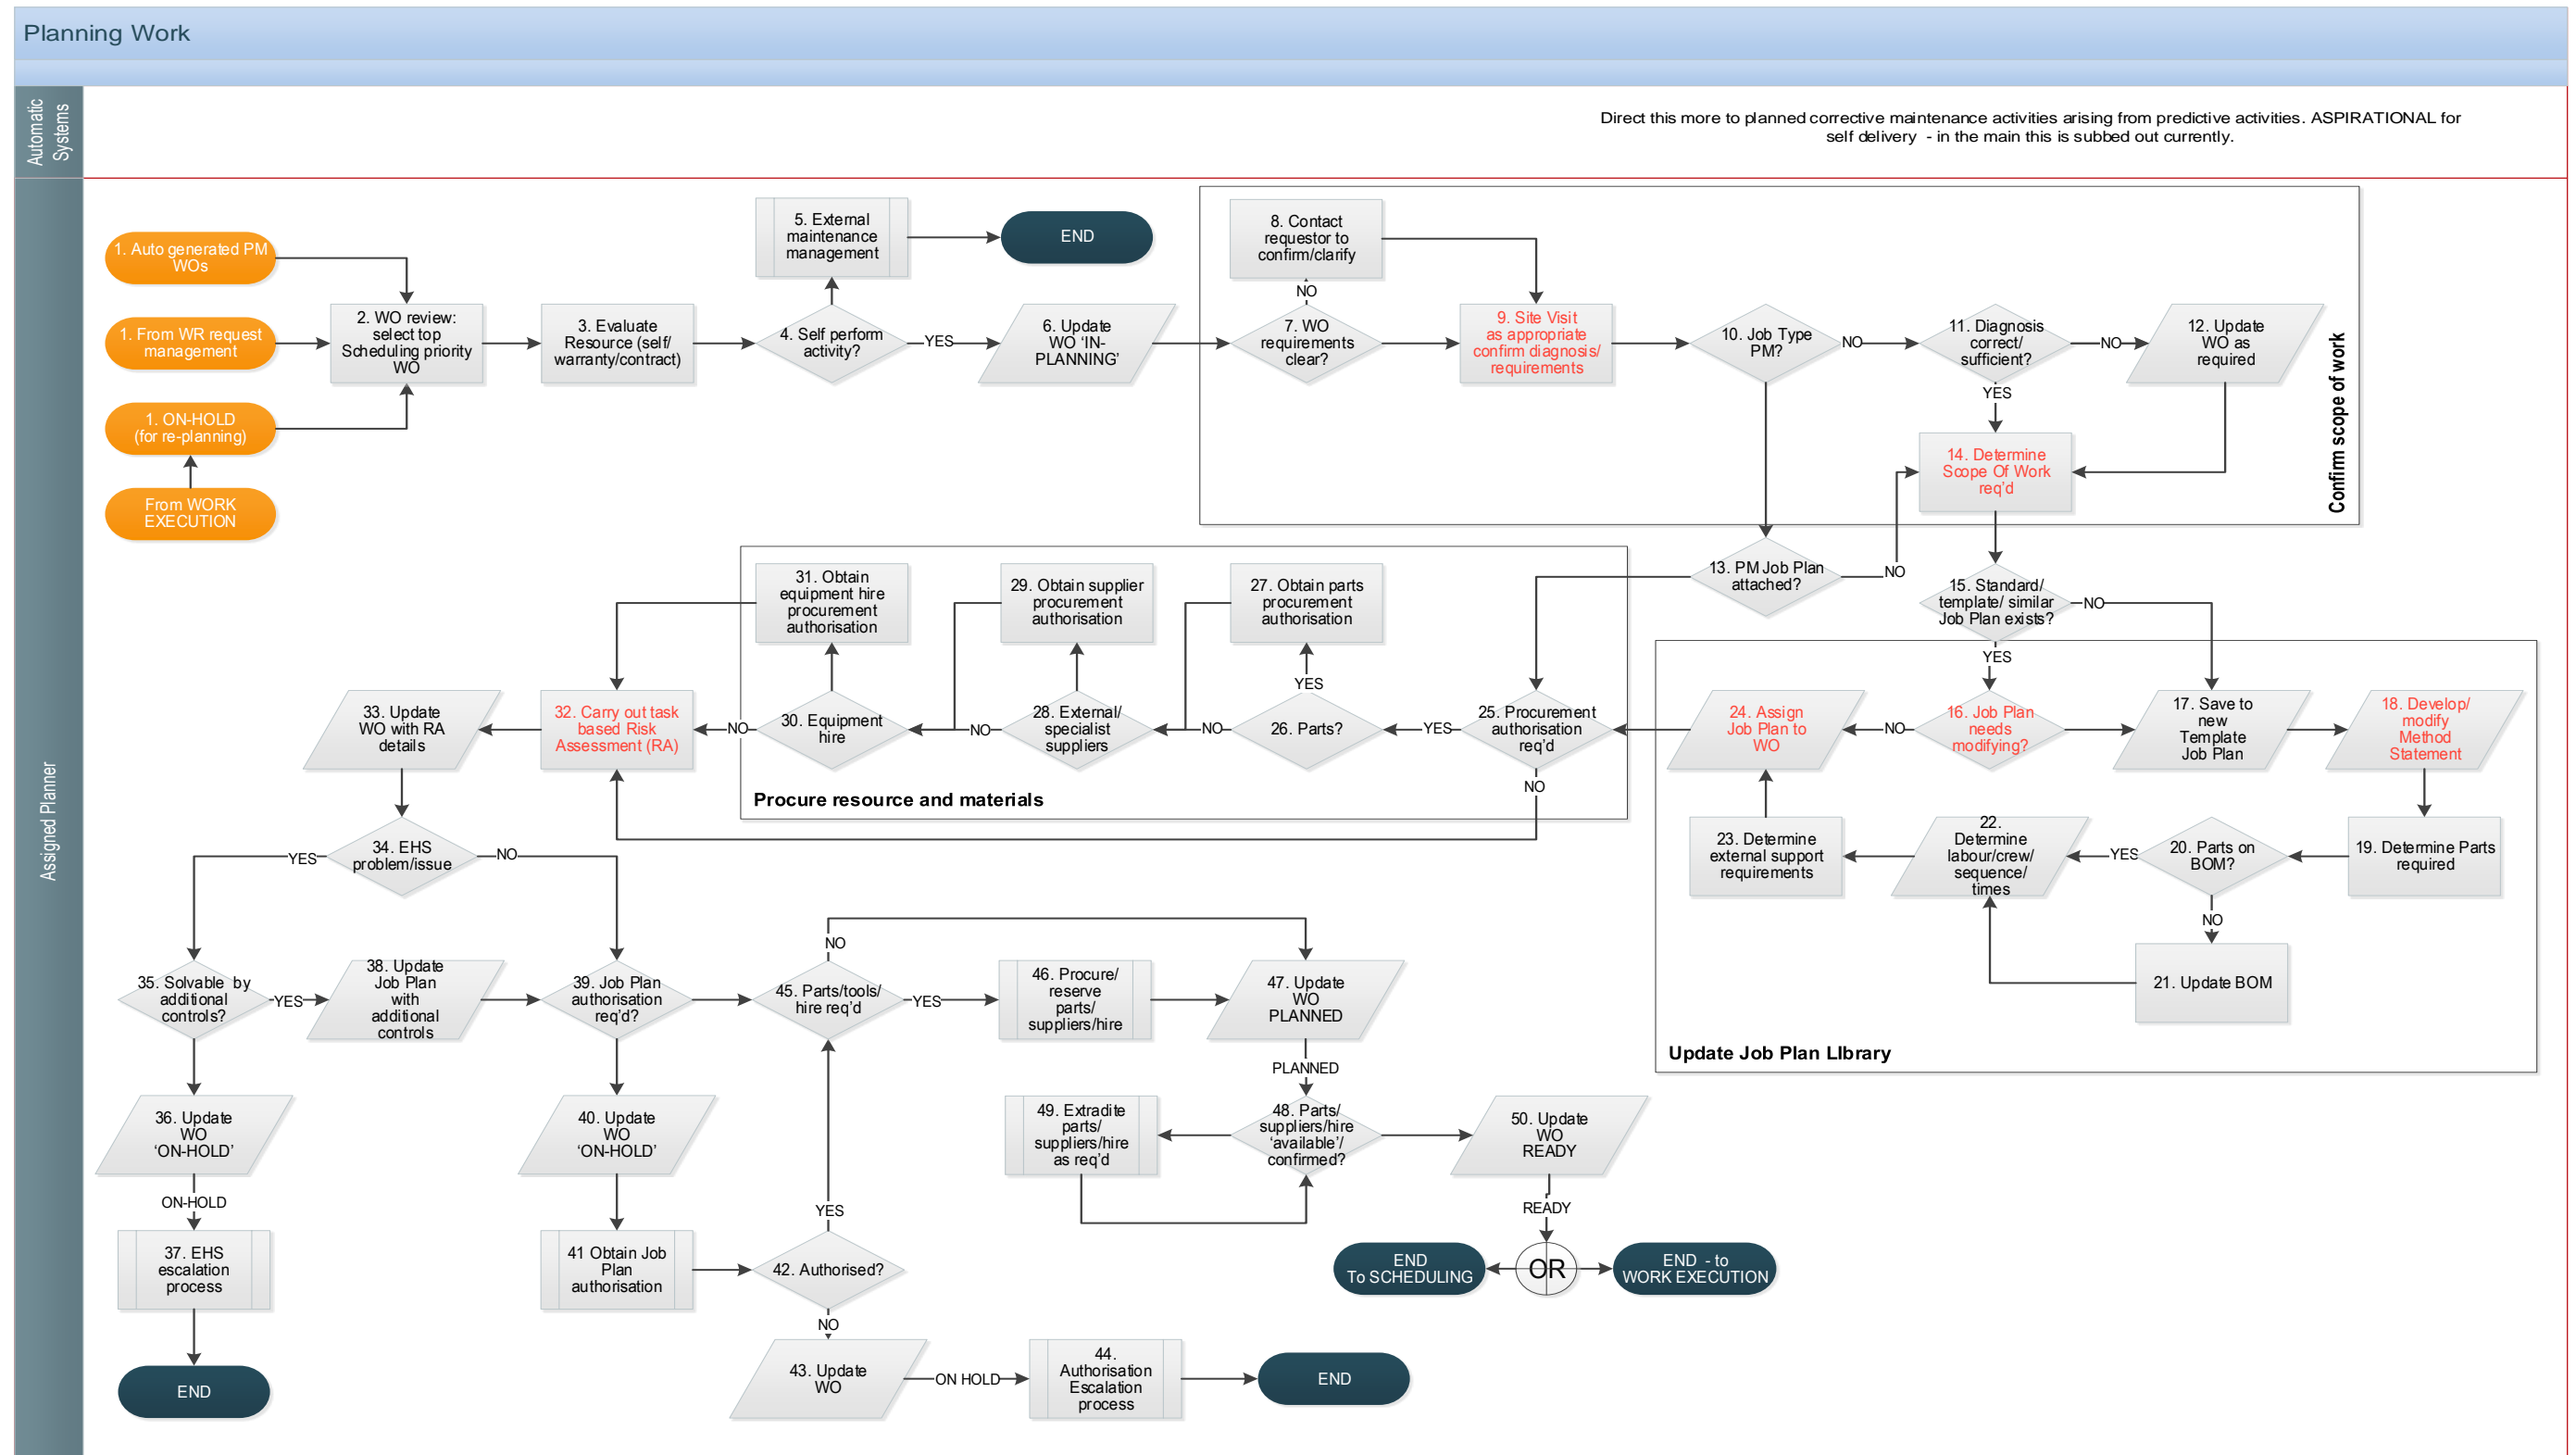 Planning Work
Automatic
Systems
Direct this more to planned corrective maintenance activities arising from predictive activities. ASPIRATIONAL for
self delivery - in the main this is subbed out currently.
Assigned Planner
1. Auto generated PM
WOs
1. From WR request
management
1. ON-HOLD
(for re-planning)
From WORK
EXECUTION
2. WO review:
select top
Scheduling priority
WO
3. Evaluate
Resource (self/
warranty/contract)
4. Self perform
activity?
5. External
maintenance
management
END
YES
6. Update
WO ‘IN-
PLANNING’
7. WO
requirements
clear?
NO
8. Contact
requestor to
confirm/clarify
9. Site Visit
as appropriate
confirm diagnosis/
requirements
10. Job Type
PM?
NO
11. Diagnosis
correct/
sufficient?
NO
12. Update
WO as
required
YES
14. Determine
Scope Of Work
req’d
Confirm scope of work
13. PM Job Plan
attached?
NO
15. Standard/
template/ similar
Job Plan exists?
NO
YES
16. Job Plan
needs
modifying?
17. Save to
new
Template
Job Plan
18. Develop/
modify
Method
Statement
NO
24. Assign
Job Plan to
WO
19. Determine Parts
required
20. Parts on
BOM?
YES
NO
21. Update BOM
22.
Determine
labour/crew/
sequence/
times
23. Determine
external support
requirements
Update Job Plan LIbrary
25. Procurement
authorisation
req’d
YES
NO
26. Parts?
YES
27. Obtain parts
procurement
authorisation
NO
28. External/
specialist
suppliers
29. Obtain supplier
procurement
authorisation
NO
30. Equipment
hire
31. Obtain
equipment hire
procurement
authorisation
NO
Procure resource and materials
32. Carry out task
based Risk
Assessment (RA)
33. Update
WO with RA
details
34. EHS
problem/issue
YES
NO
35. Solvable by
additional
controls?
YES
38. Update
Job Plan
with
additional
controls
36. Update
WO
‘ON-HOLD’
ON-HOLD
37. EHS
escalation
process
END
39. Job Plan
authorisation
req’d?
40. Update
WO
‘ON-HOLD’
41 Obtain Job
Plan
authorisation
42. Authorised?
YES
NO
43. Update
WO
ON HOLD
44.
Authorisation
Escalation
process
END
45. Parts/tools/
hire req’d
NO
YES
46. Procure/
reserve
parts/
suppliers/hire
47. Update
WO
PLANNED
PLANNED
48. Parts/
suppliers/hire
‘available’/
confirmed?
49. Extradite
parts/
suppliers/hire
as req’d
50. Update
WO
READY
READY
OR
END
To SCHEDULING
END - to
WORK EXECUTION